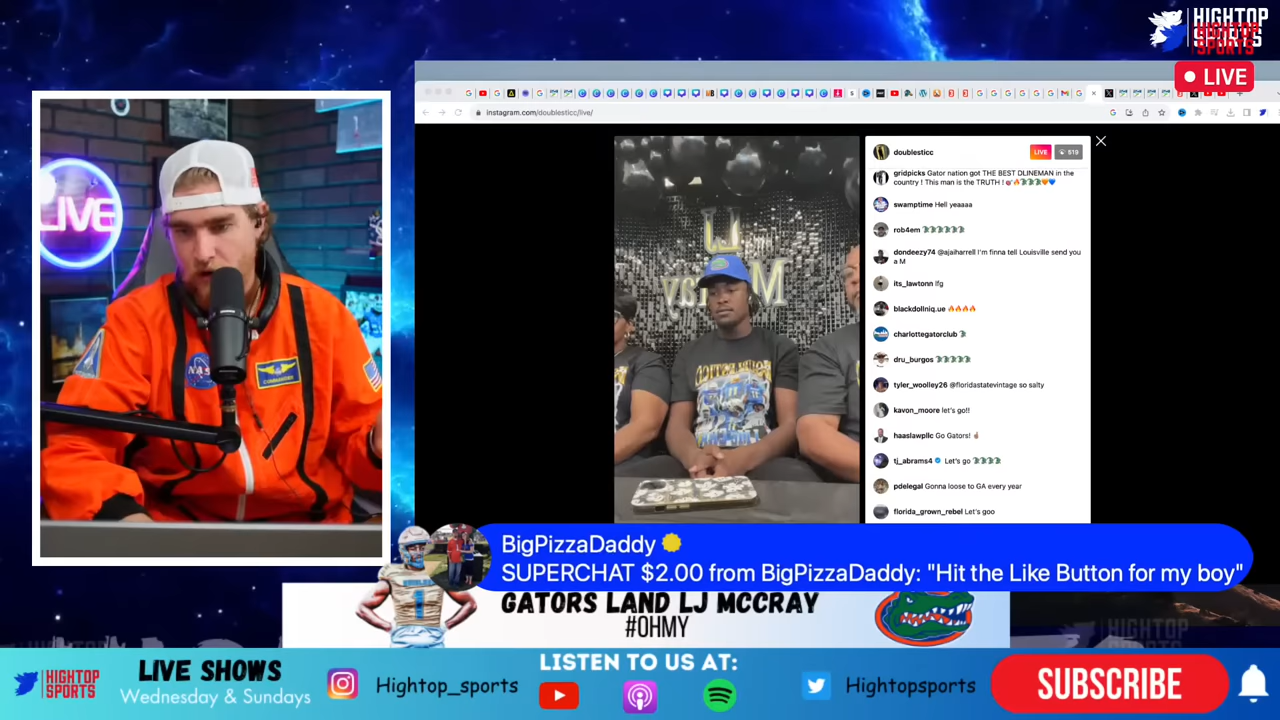 HIGHTOP
SPORTS
LIVE
instagram.com/doublesticc/live/
LIVE
doublesticc
LIVE
519
gridpicks Gator nation got THE BEST DLINEMAN in the
country ! This man is the TRUTH !
swamptime Hell yeaaaa
rob4em
dondeezy74 @ajaiharrell I'm finna tell Louisville send you
a M
its_lawtonn lfg
blackdollniq.ue
charlottegatorclub
dru_burgos
tyler_woolley26 @floridastatevintage so salty
kavon_moore let's go!!
haaslawpllc Go Gators!
tj_abrams4 Let's go
pdelegal Gonna loose to GA every year
florida_grown_rebel Let's goo
LJ
NASA
BigPizzaDaddy
SUPERCHAT $2.00 from BigPizzaDaddy: "Hit the Like Button for my boy"
GATORS LAND LJ MCCRAY
#OHMY
HIGHTOP
SPORTS
LIVE SHOWS
Wednesday & Sundays
Hightop_sports
LISTEN TO US AT:
Hightopsports
SUBSCRIBE